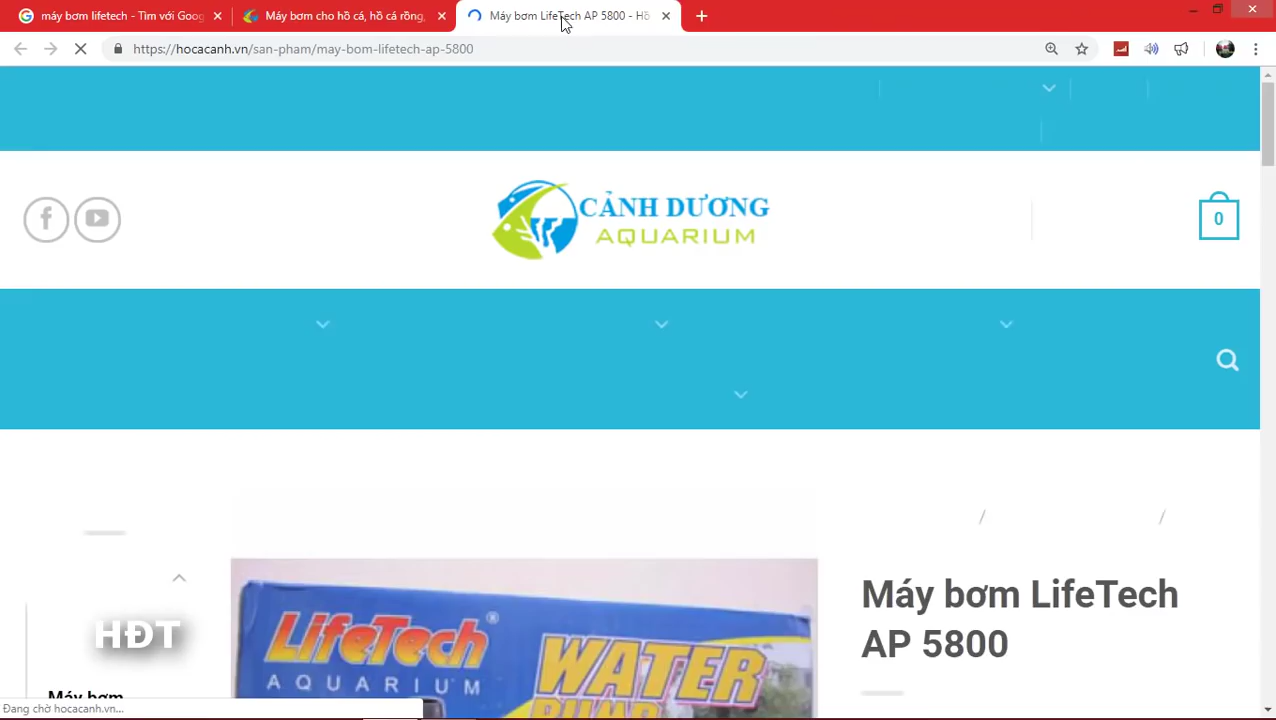 máy bơm lifetech - Tìm với Goog
Máy bơm cho hồ cá, hồ cá rồng,
Máy bơm LifeTech AP 5800 - Hồ
https://hocacanh.vn/san-pham/may-bom-lifetech-ap-5800
CẢNH DƯƠNG
AQUARIUM
0
Máy bơm LifeTech
AP 5800
LifeTech®
AQUARIUM
WATER
PUMP
HĐT
Máy bơm
Đang chờ hocacanh.vn...